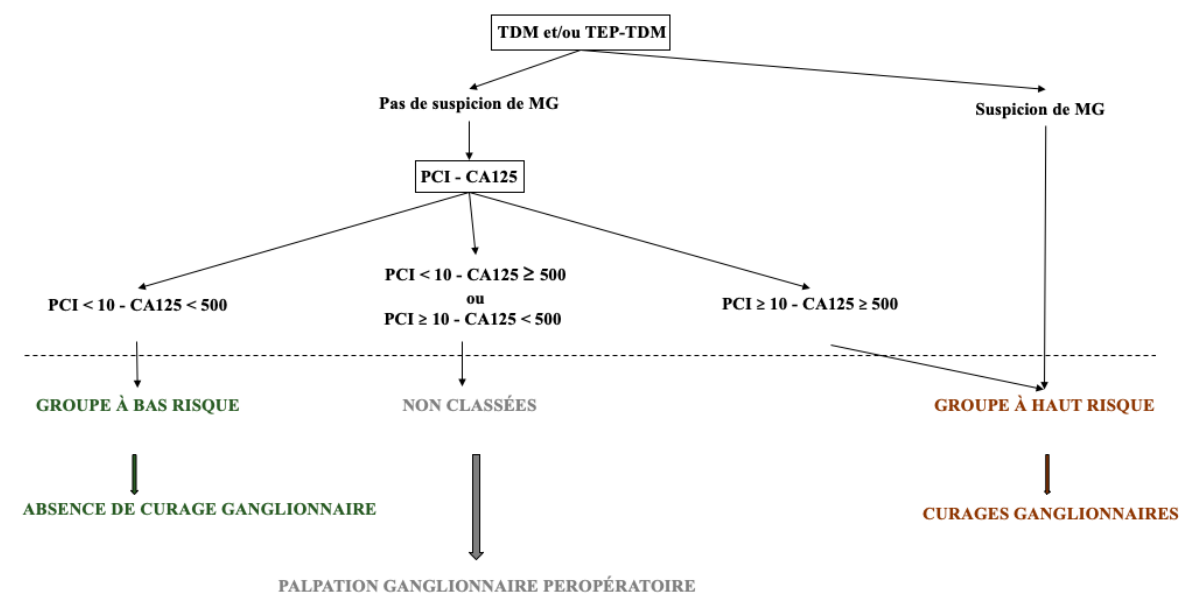 TDM et/ou TEP-TDM
Pas de suspicion de MG
Suspicion de MG
PCI - CA125
PCI < 10 - CA125 < 500
PCI < 10 - CA125 ≥ 500
ou
PCI ≥ 10 - CA125 < 500
PCI ≥ 10 - CA125 ≥ 500
GROUPE À BAS RISQUE
NON CLASSÉES
GROUPE À HAUT RISQUE
ABSENCE DE CURAGE GANGLIONNAIRE
CURAGES GANGLIONNAIRES
PALPATION GANGLIONNAIRE PEROPÉRATOIRE